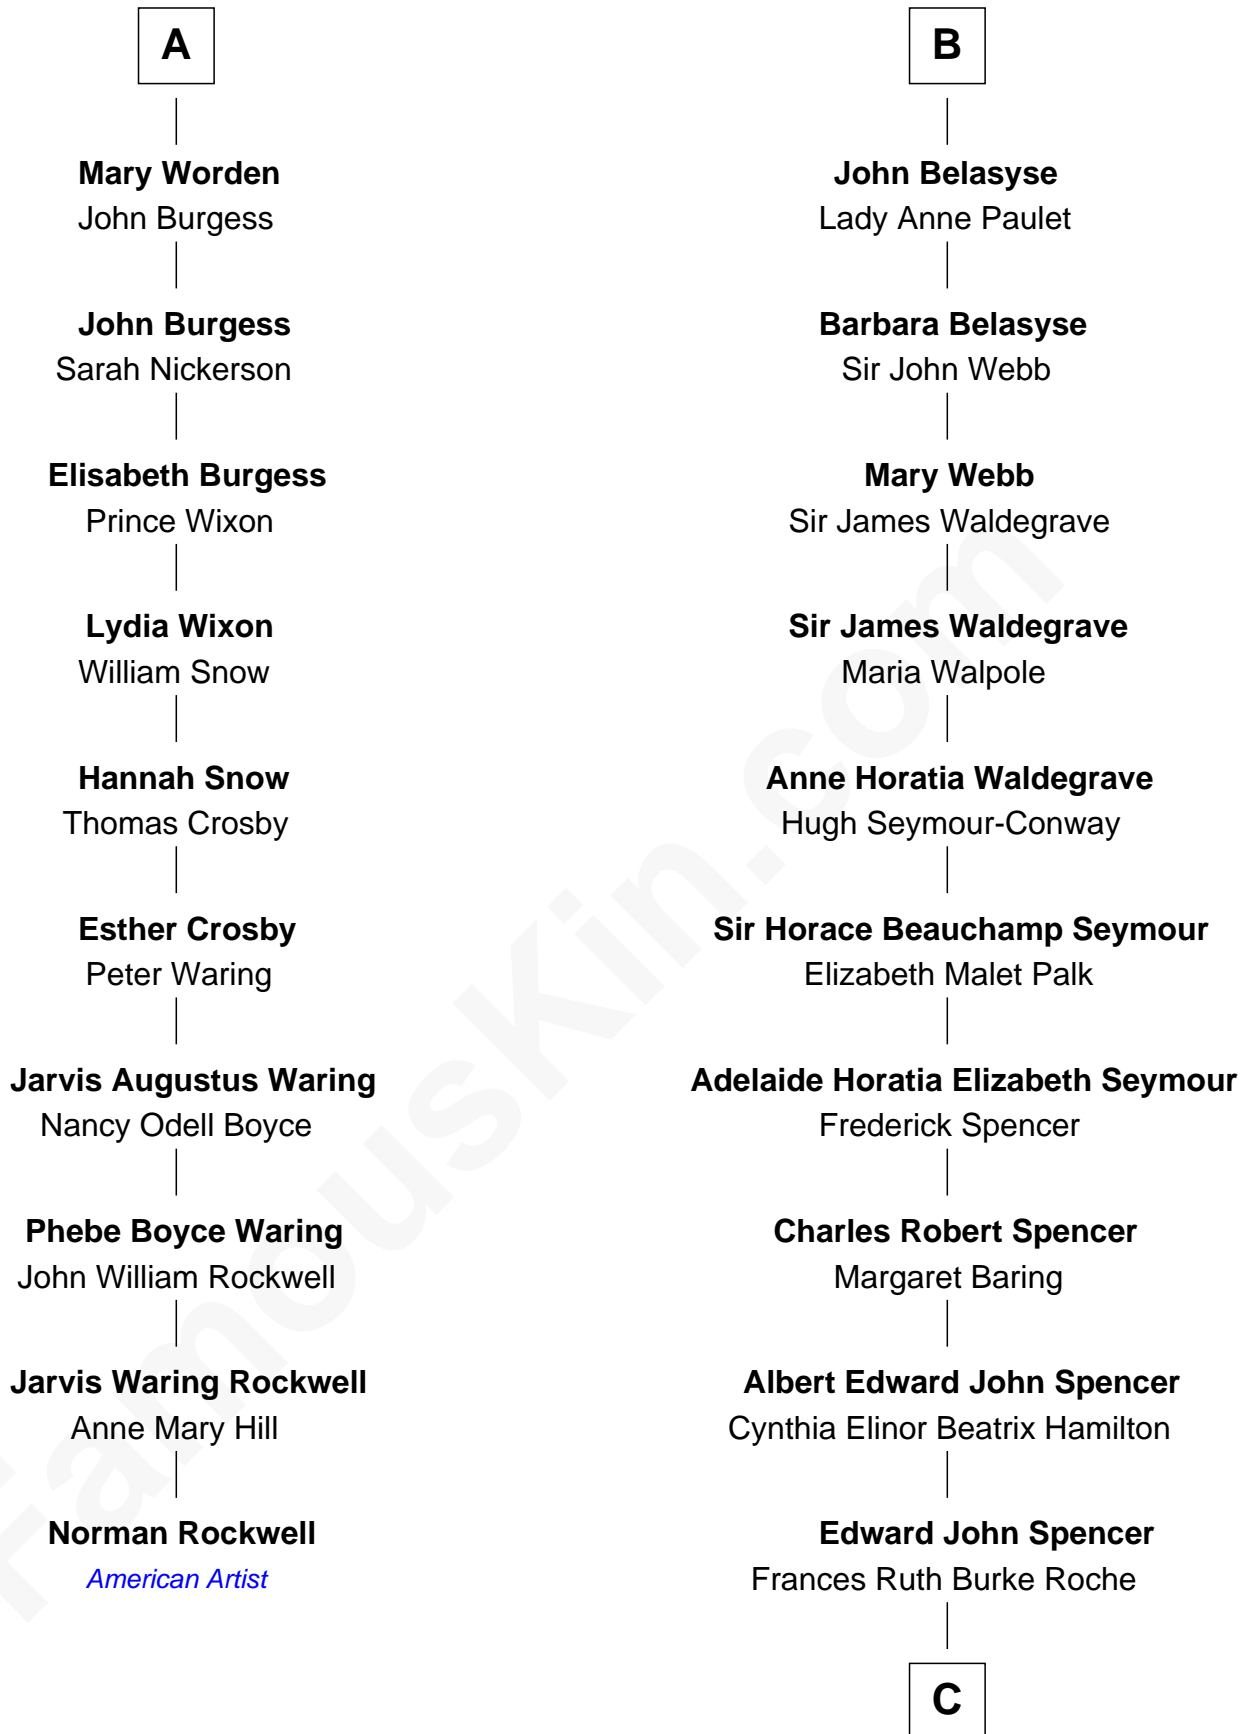 A
Mary Worden
John Burgess
John Burgess
Sarah Nickerson
Elisabeth Burgess
Prince Wixon
Lydia Wixon
William Snow
Hannah Snow
Thomas Crosby
Esther Crosby
Peter Waring
Jarvis Augustus Waring
Nancy Odell Boyce
Phebe Boyce Waring
John William Rockwell
Jarvis Waring Rockwell
Anne Mary Hill
Norman Rockwell
American Artist
B
John Belasyse
Lady Anne Paulet
Barbara Belasyse
Sir John Webb
Mary Webb
Sir James Waldegrave
Sir James Waldegrave
Maria Walpole
Anne Horatia Waldegrave
Hugh Seymour-Conway
Sir Horace Beauchamp Seymour
Elizabeth Malet Palk
Adelaide Horatia Elizabeth Seymour
Frederick Spencer
Charles Robert Spencer
Margaret Baring
Albert Edward John Spencer
Cynthia Elinor Beatrix Hamilton
Edward John Spencer
Frances Ruth Burke Roche
C
FamousKin.com